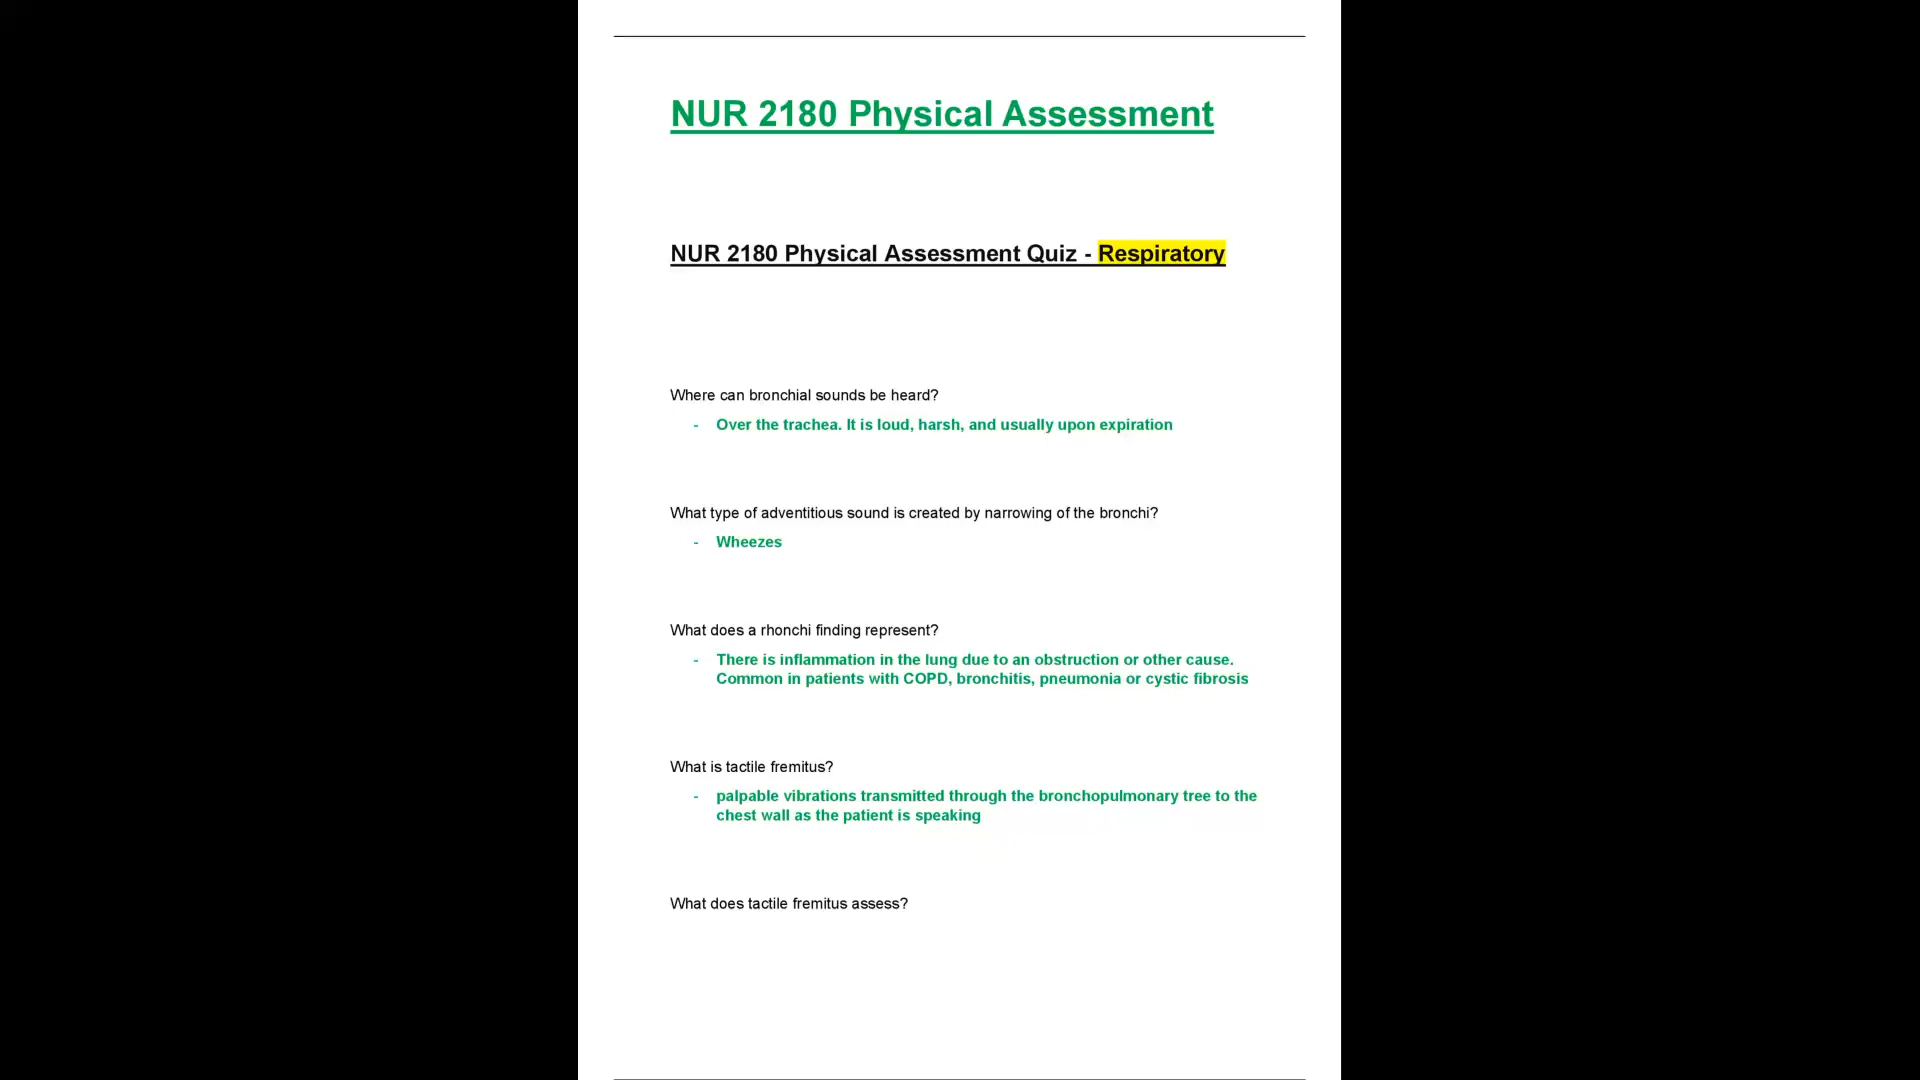 NUR 2180 Physical Assessment
NUR 2180 Physical Assessment Quiz - Respiratory
Where can bronchial sounds be heard?
- Over the trachea. It is loud, harsh, and usually upon expiration
What type of adventitious sound is created by narrowing of the bronchi?
- Wheezes
What does a rhonchi finding represent?
- There is inflammation in the lung due to an obstruction or other cause.
Common in patients with COPD, bronchitis, pneumonia or cystic fibrosis
What is tactile fremitus?
- palpable vibrations transmitted through the bronchopulmonary tree to the
chest wall as the patient is speaking
What does tactile fremitus assess?